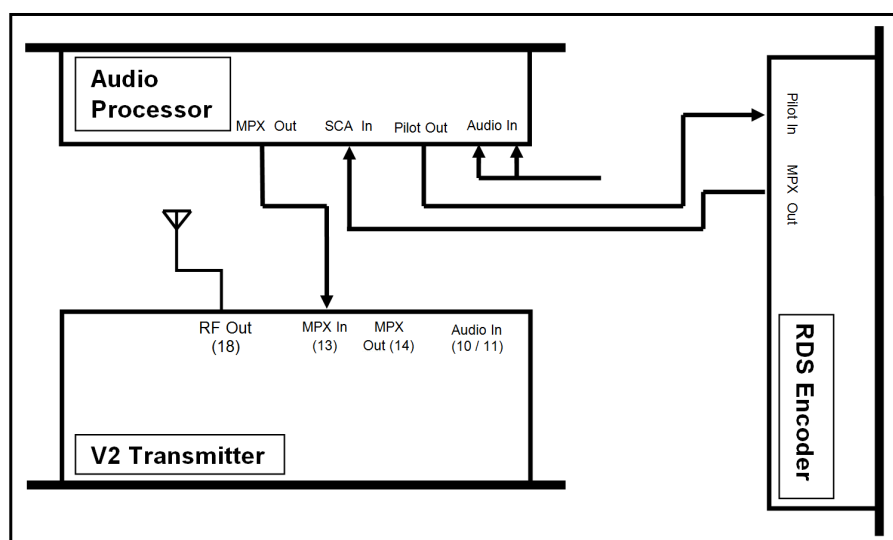 Audio
Processor
MPX Out
SCA In
Pilot Out
Audio In
Pilot In
MPX Out
RF Out
(18)
MPX In
(13)
MPX
Out (14)
Audio In
(10 / 11)
V2 Transmitter
RDS Encoder